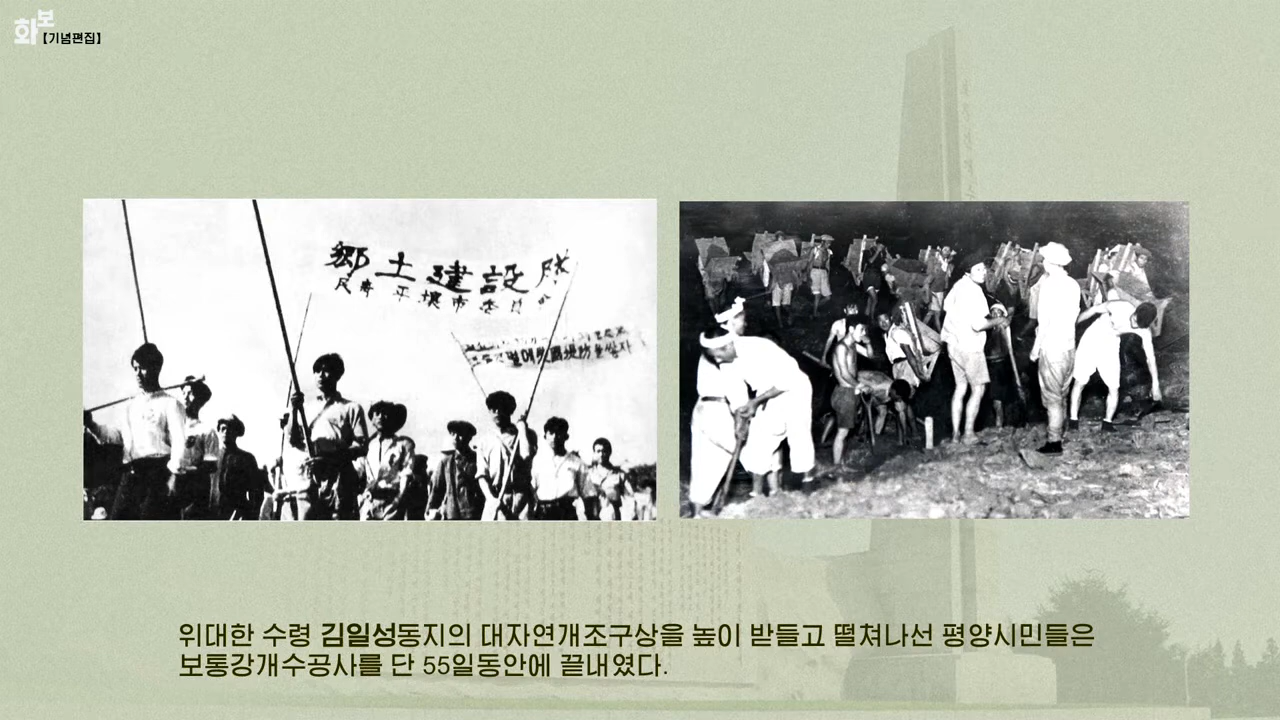 화보
【기념편집】
郷土建設隊
民青平壤市委員会
위대한 수령 김일성동지의 대자연개조구상을 높이 받들고 떨쳐나선 평양시민들은
보통강개수공사를 단 55일동안에 끝내였다.